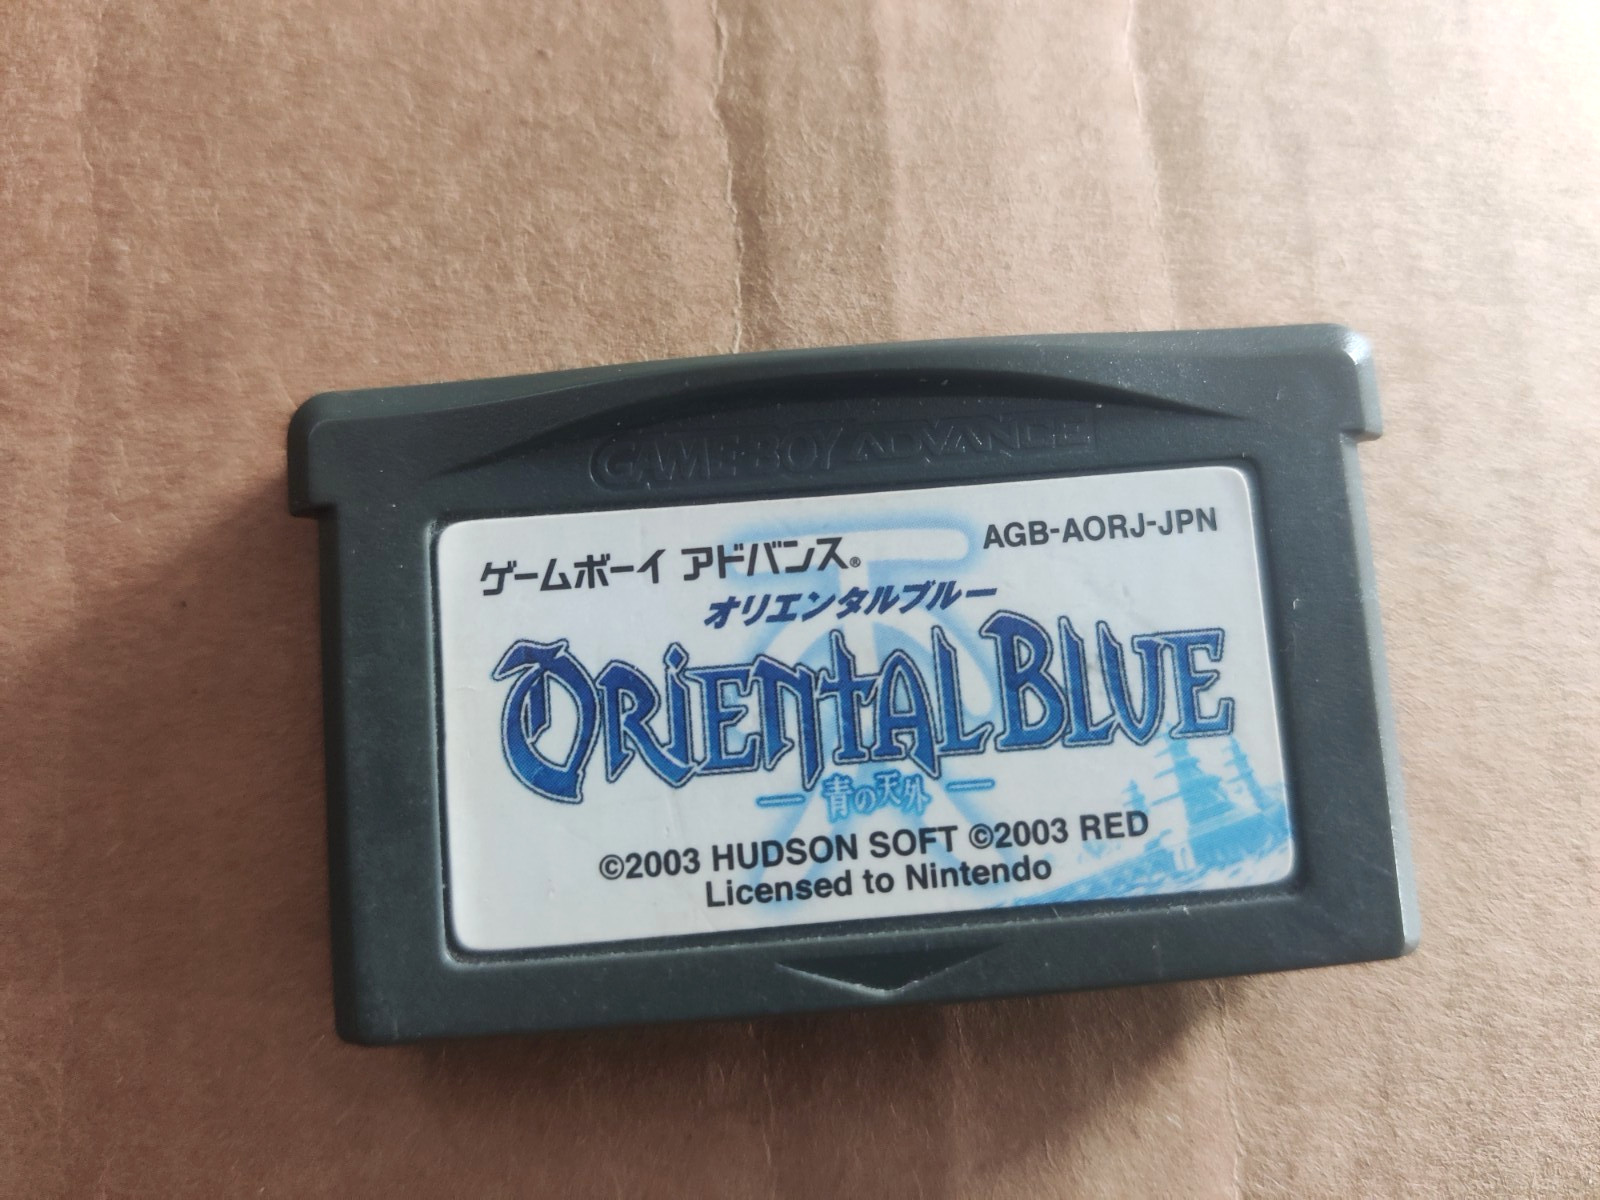 GAME BOY ADVANCE
ゲームボーイ アドバンス® AGB-AORJ-JPN
オリエンタルブルー
ORIENTAL BLUE
— 青の天外 —
©2003 HUDSON SOFT ©2003 RED
Licensed to Nintendo